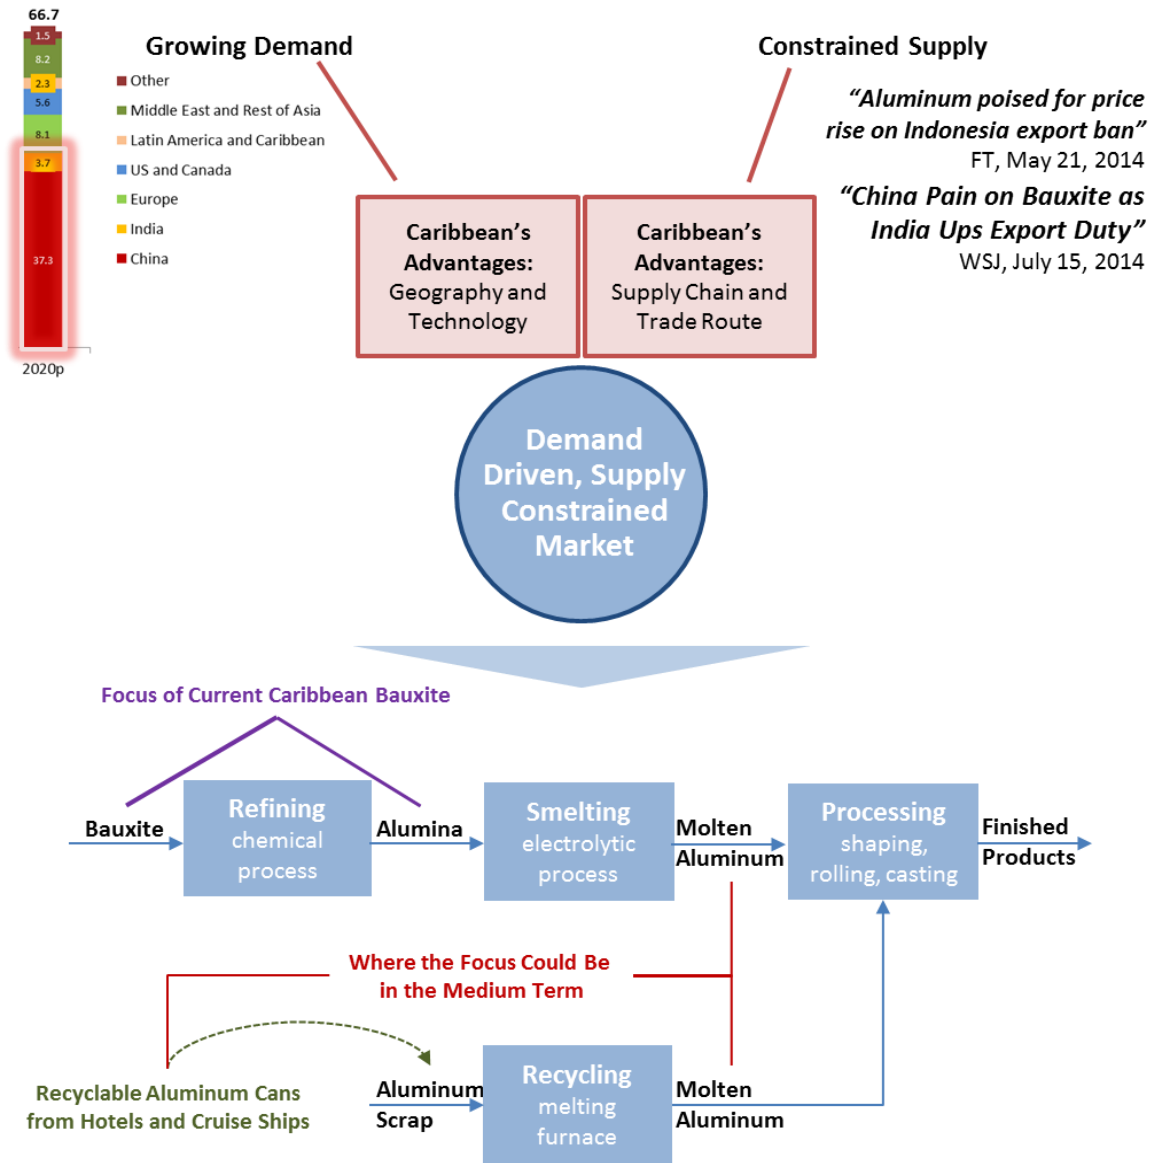 66.7
1.5
8.2
2.3
5.6
8.1
3.7
37.3
2020p
Growing Demand
Other
Middle East and Rest of Asia
Latin America and Caribbean
US and Canada
Europe
India
China
Constrained Supply
“Aluminum poised for price
rise on Indonesia export ban”
FT, May 21, 2014
“China Pain on Bauxite as
India Ups Export Duty”
WSJ, July 15, 2014
Caribbean’s
Advantages:
Geography and
Technology
Caribbean’s
Advantages:
Supply Chain and
Trade Route
Demand
Driven, Supply
Constrained
Market
Focus of Current Caribbean Bauxite
Bauxite
Refining
chemical
process
Alumina
Smelting
electrolytic
process
Molten
Aluminum
Processing
shaping,
rolling, casting
Finished
Products
Where the Focus Could Be
in the Medium Term
Recyclable Aluminum Cans
from Hotels and Cruise Ships
Aluminum
Scrap
Recycling
melting
furnace
Molten
Aluminum